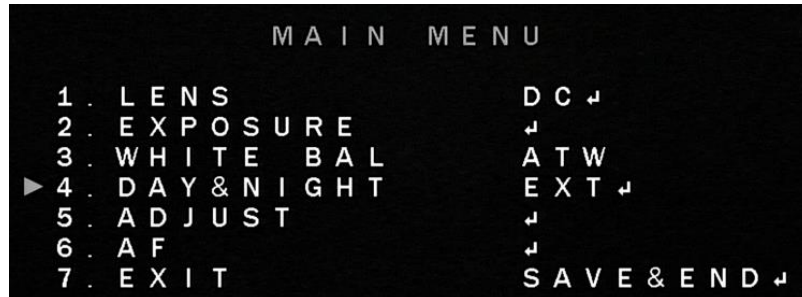 MAIN MENU
1. LENS DC↵
2. EXPOSURE ↵
3. WHITE BAL ATW
▶4. DAY&NIGHT EXT↵
5. ADJUST ↵
6. AF ↵
7. EXIT SAVE&END↵